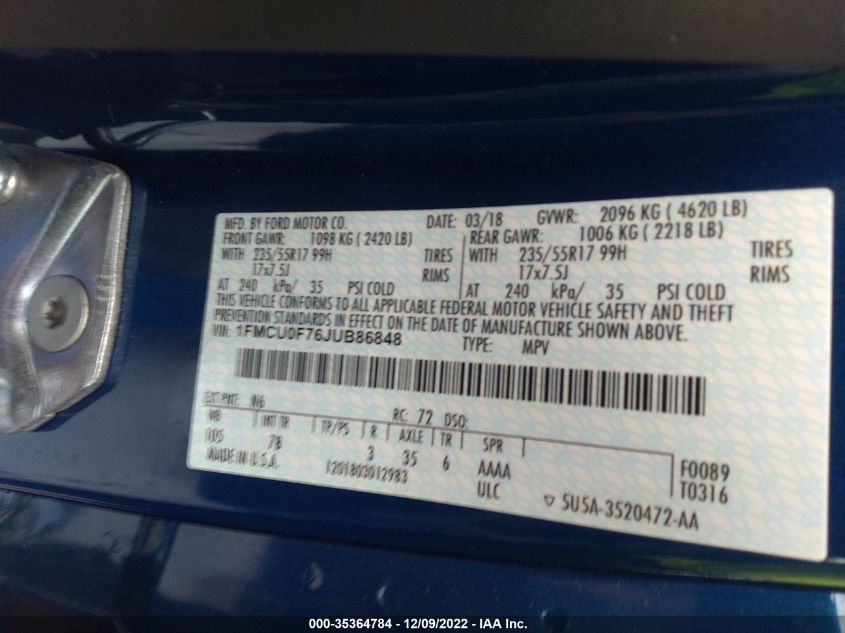 MFD. BY FORD MOTOR CO. DATE: 03/18 GVWR: 2096 KG ( 4620 LB)
FRONT GAWR: 1098 KG ( 2420 LB) REAR GAWR: 1006 KG ( 2218 LB)
WITH 235/55R17 99H TIRES WITH 235/55R17 99H TIRES
17x7.5J RIMS 17x7.5J RIMS
AT 240 kPa/ 35 PSI COLD AT 240 kPa/ 35 PSI COLD
THIS VEHICLE CONFORMS TO ALL APPLICABLE FEDERAL MOTOR VEHICLE SAFETY AND THEFT
PREVENTION STANDARDS IN EFFECT ON THE DATE OF MANUFACTURE SHOWN ABOVE.
VIN: 1FMCU0F76JUB86848 TYPE: MPV
EXT PNT: N6 RC: 72 DSO:
WB INT TR TP/PS R AXLE TR SPR
105 78 3 35 6 AAAA F0089
MADE IN U.S.A. 1201803012983 ULC T0316
5U5A-3520472-AA
000-35364784 - 12/09/2022 - IAA Inc.